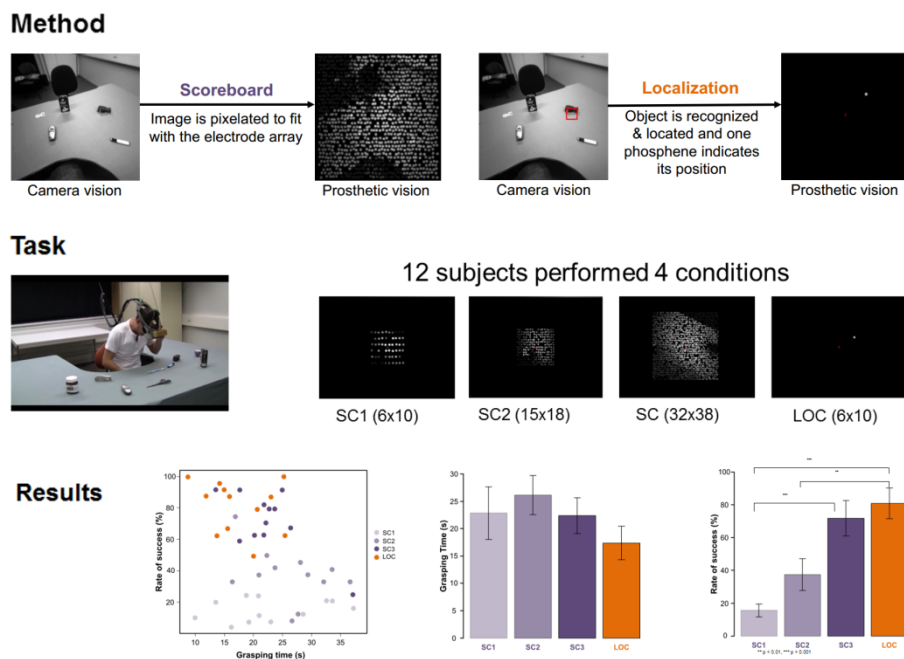 Method
Scoreboard
Image is pixelated to fit
with the electrode array
Camera vision
Prosthetic vision
Localization
Object is recognized
& located and one
phosphene indicates
its position
Camera vision
Prosthetic vision
Task
12 subjects performed 4 conditions
SC1 (6x10)
SC2 (15x18)
SC (32x38)
LOC (6x10)
Results
Rate of success (%)
100
80
60
40
20
10
15
20
25
30
35
Grasping time (s)
SC1
SC2
SC3
LOC
Grasping Time (s)
30
25
20
15
10
5
0
SC1
SC2
SC3
LOC
Rate of success (%)
100
80
60
40
20
0
**
**
SC1
SC2
SC3
LOC
** p < 0.01, *** p < 0.001